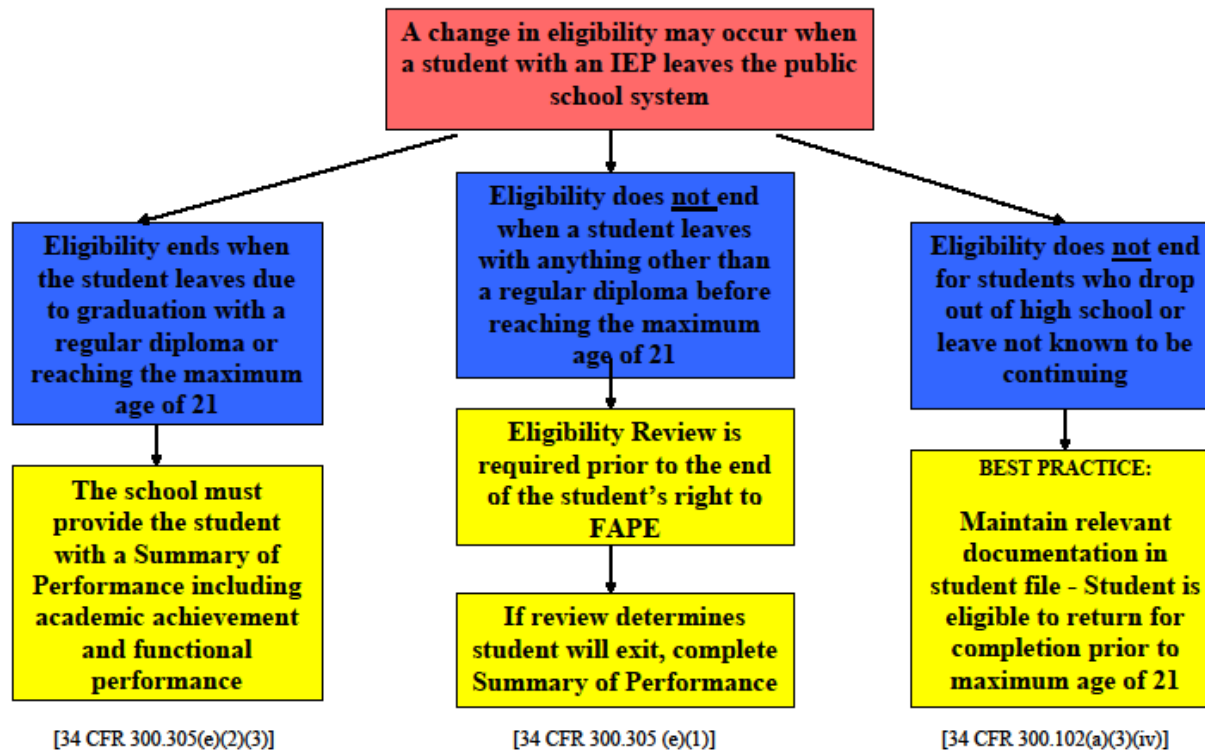 A change in eligibility may occur when
a student with an IEP leaves the public
school system
Eligibility ends when
the student leaves due
to graduation with a
regular diploma or
reaching the maximum
age of 21
The school must
provide the student
with a Summary of
Performance including
academic achievement
and functional
performance
[34 CFR 300.305(e)(2)(3)]
Eligibility does not end
when a student leaves
with anything other than
a regular diploma before
reaching the maximum
age of 21
Eligibility Review is
required prior to the end
of the student’s right to
FAPE
If review determines
student will exit, complete
Summary of Performance
[34 CFR 300.305 (e)(1)]
Eligibility does not end
for students who drop
out of high school or
leave not known to be
continuing
BEST PRACTICE:
Maintain relevant
documentation in
student file - Student is
eligible to return for
completion prior to
maximum age of 21
[34 CFR 300.102(a)(3)(iv)]